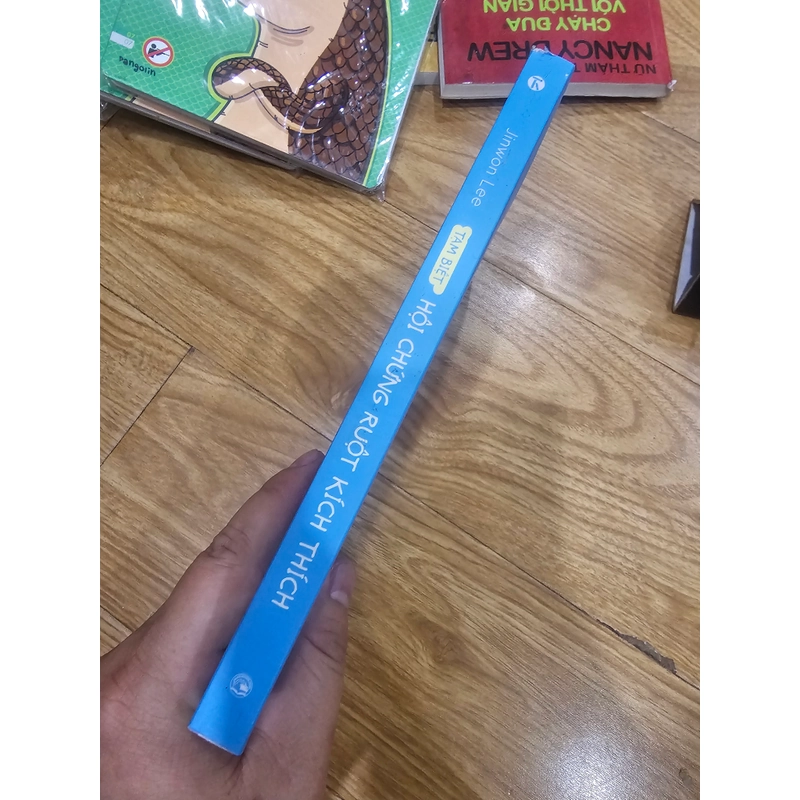 Jinwon Lee
TẠM BIỆT
HỘI CHỨNG RUỘT KÍCH THÍCH
Pangolin
NỮ THÁM T
NANCY DREW
CHẠY ĐUA
VỚI THỜI GIAN